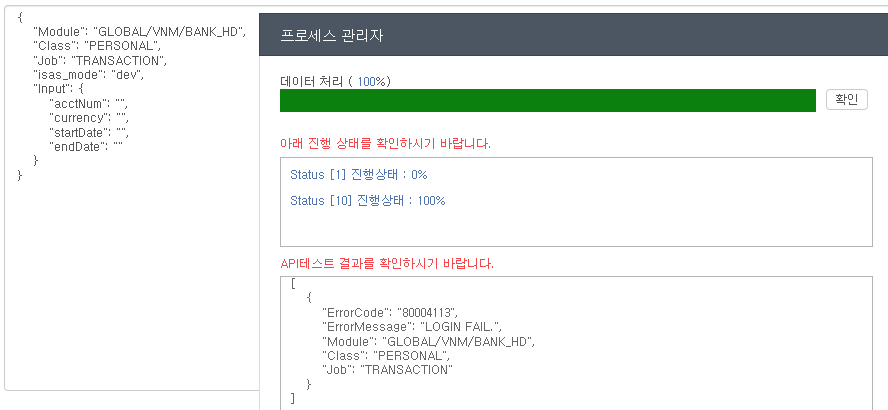 {
"Module": "GLOBAL/VNM/BANK_HD",
"Class": "PERSONAL",
"Job": "TRANSACTION",
"isas_mode": "dev",
"Input": {
"acctNum": "",
"currency": "",
"startDate": "",
"endDate": ""
}
}
프로세스 관리자
데이터 처리 ( 100%)
확인
아래 진행 상태를 확인하시기 바랍니다.
Status [1] 진행상태 : 0%
Status [10] 진행상태 : 100%
API테스트 결과를 확인하시기 바랍니다.
[
{
"ErrorCode": "80004113",
"ErrorMessage": "LOGIN FAIL.",
"Module": "GLOBAL/VNM/BANK_HD",
"Class": "PERSONAL",
"Job": "TRANSACTION"
}
]